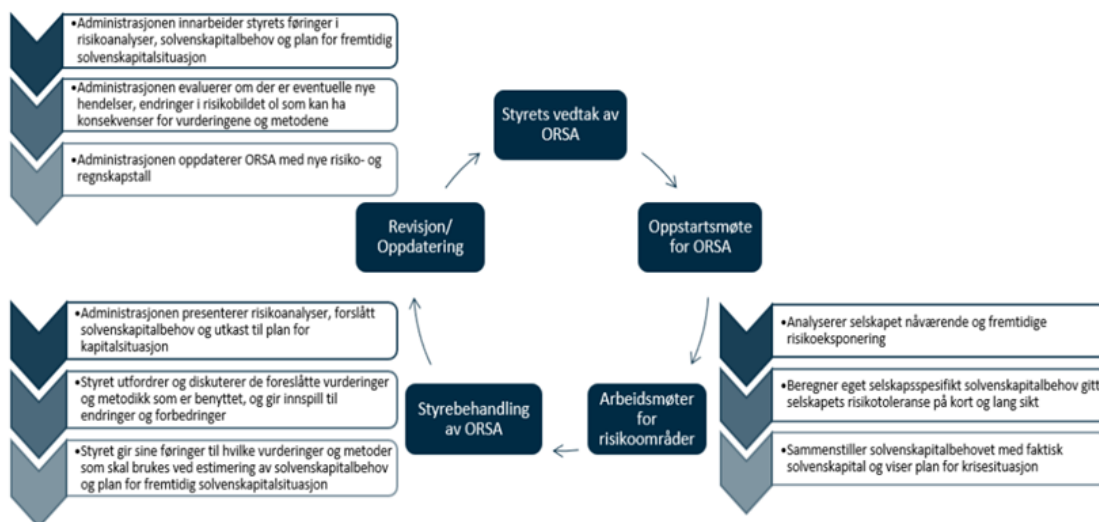 •Administrasjonen innarbeider styrets føringer i
risikoanalyser, solvenskapitalbehov og plan for fremtidig
solvenskapitalsituasjon
•Administrasjonen evaluerer om der er eventuelle nye
hendelser, endringer i risikobildet ol som kan ha
konsekvenser for vurderingene og metodene
•Administrasjonen oppdaterer ORSA med nye risiko- og
regnskapstall
Styrets vedtak av
ORSA
Revisjon/
Oppdatering
Oppstartsmøte
for ORSA
•Administrasjonen presenterer risikoanalyser, forslått
solvenskapitalbehov og utkast til plan for
kapitalsituasjon
•Styret utfordrer og diskuterer de foreslåtte vurderinger
og metodikk som er benyttet, og gir innspill til
endringer og forbedringer
•Styret gir sine føringer til hvilke vurderinger og metoder
som skal brukes ved estimering av solvenskapitalbehov
og plan for fremtidig solvenskapitalsituasjon
Styrebehandling
av ORSA
Arbeidsmøter
for
risikoområder
•Analyserer selskapet nåværende og fremtidige
risikoeksponering
•Beregner eget selskapsspesifikt solvenskapitalbehov gitt
selskapets risikotoleranse på kort og lang sikt
•Sammenstiller solvenskapitalbehovet med faktisk
solvenskapital og viser plan for krisesituasjon